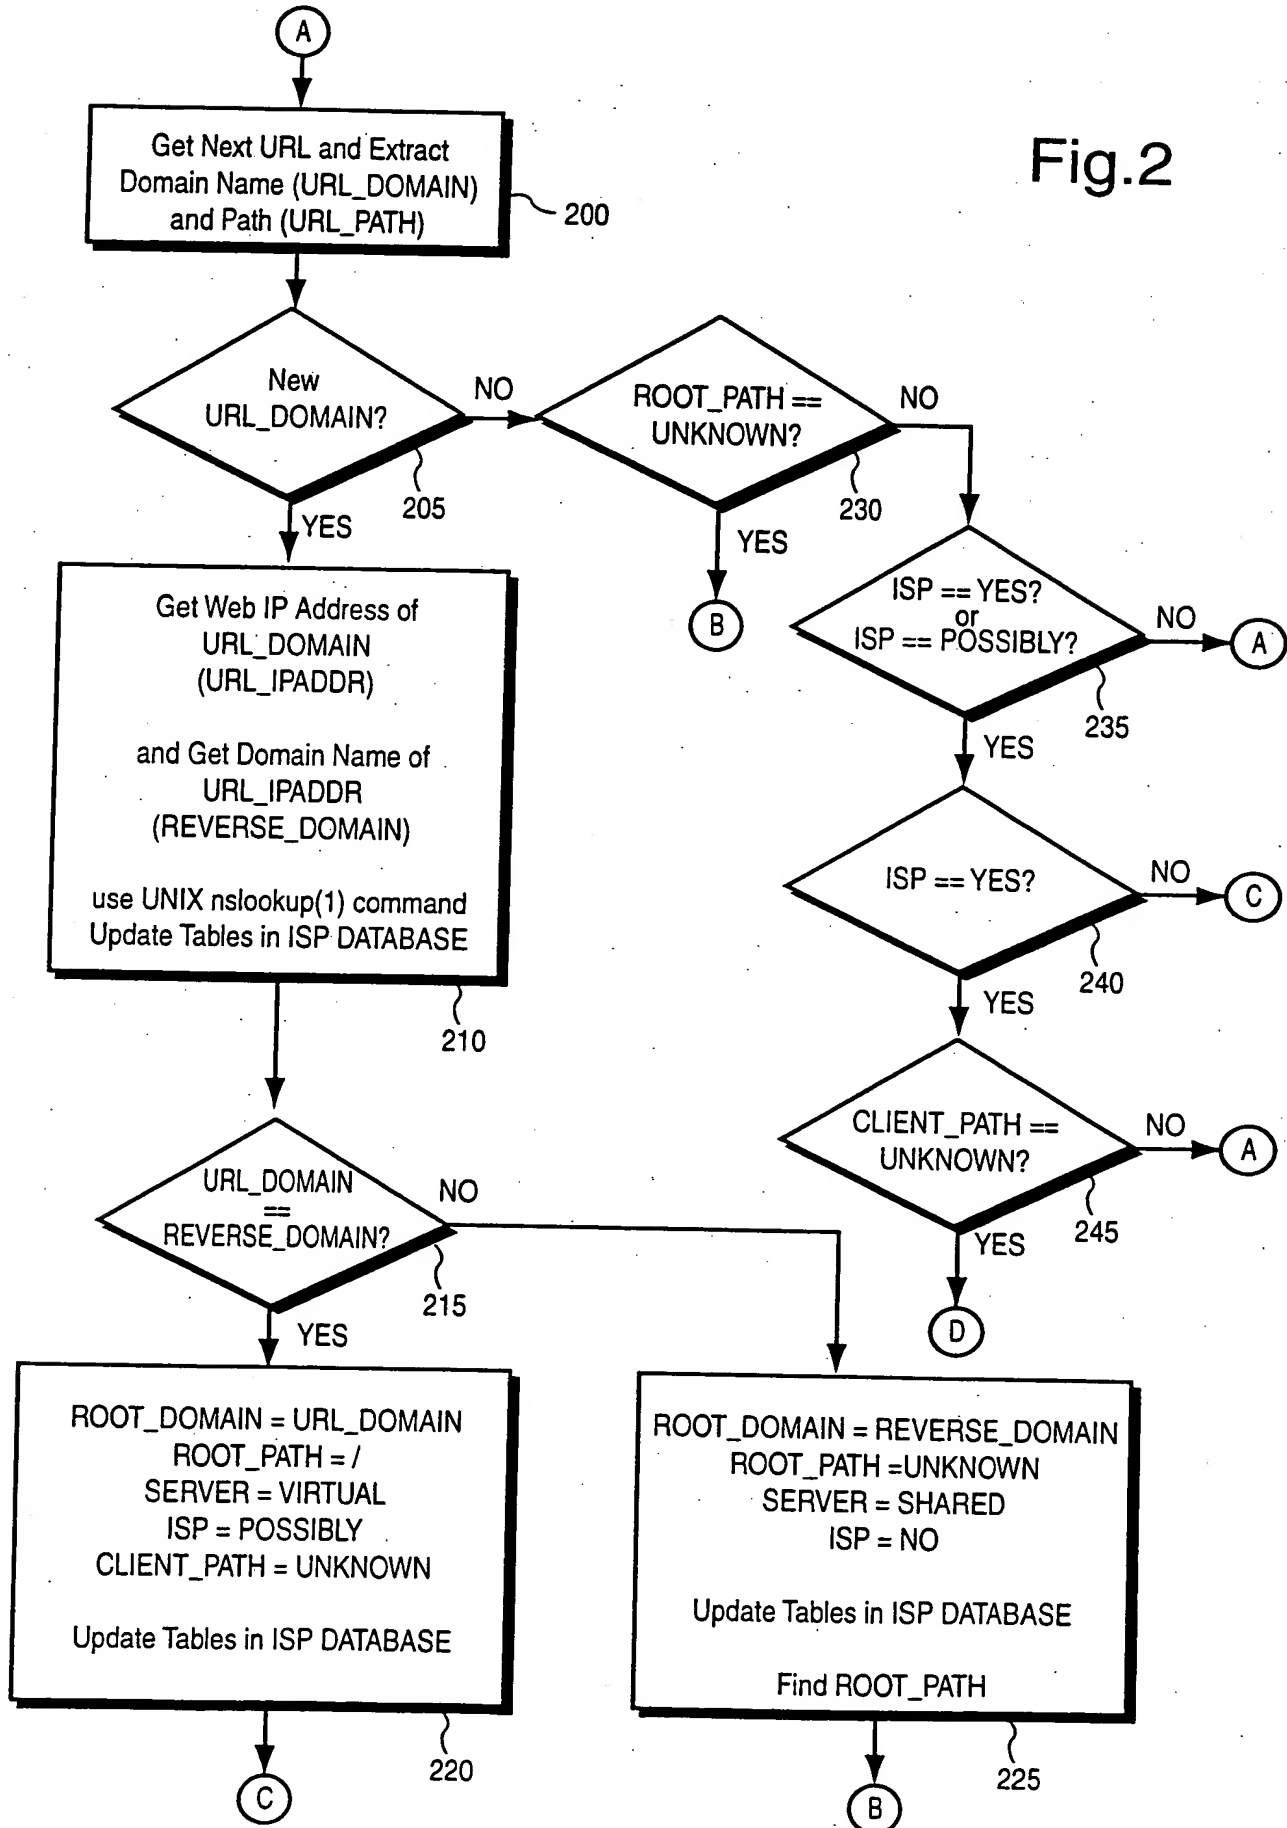 A
Fig.2
Get Next URL and Extract
Domain Name (URL_DOMAIN)
and Path (URL_PATH)
200
New
URL_DOMAIN?
205
NO
YES
ROOT_PATH ==
UNKNOWN?
230
NO
YES
B
ISP == YES?
or
ISP == POSSIBLY?
235
NO
A
YES
Get Web IP Address of
URL_DOMAIN
(URL_IPADDR)
and Get Domain Name of
URL_IPADDR
(REVERSE_DOMAIN)
use UNIX nslookup(1) command
Update Tables in ISP DATABASE
210
ISP == YES?
240
NO
C
YES
CLIENT_PATH ==
UNKNOWN?
245
NO
A
YES
D
URL_DOMAIN
==
REVERSE_DOMAIN?
215
NO
YES
ROOT_DOMAIN = URL_DOMAIN
ROOT_PATH = /
SERVER = VIRTUAL
ISP = POSSIBLY
CLIENT_PATH = UNKNOWN
Update Tables in ISP DATABASE
220
C
ROOT_DOMAIN = REVERSE_DOMAIN
ROOT_PATH =UNKNOWN
SERVER = SHARED
ISP = NO
Update Tables in ISP DATABASE
Find ROOT_PATH
225
B